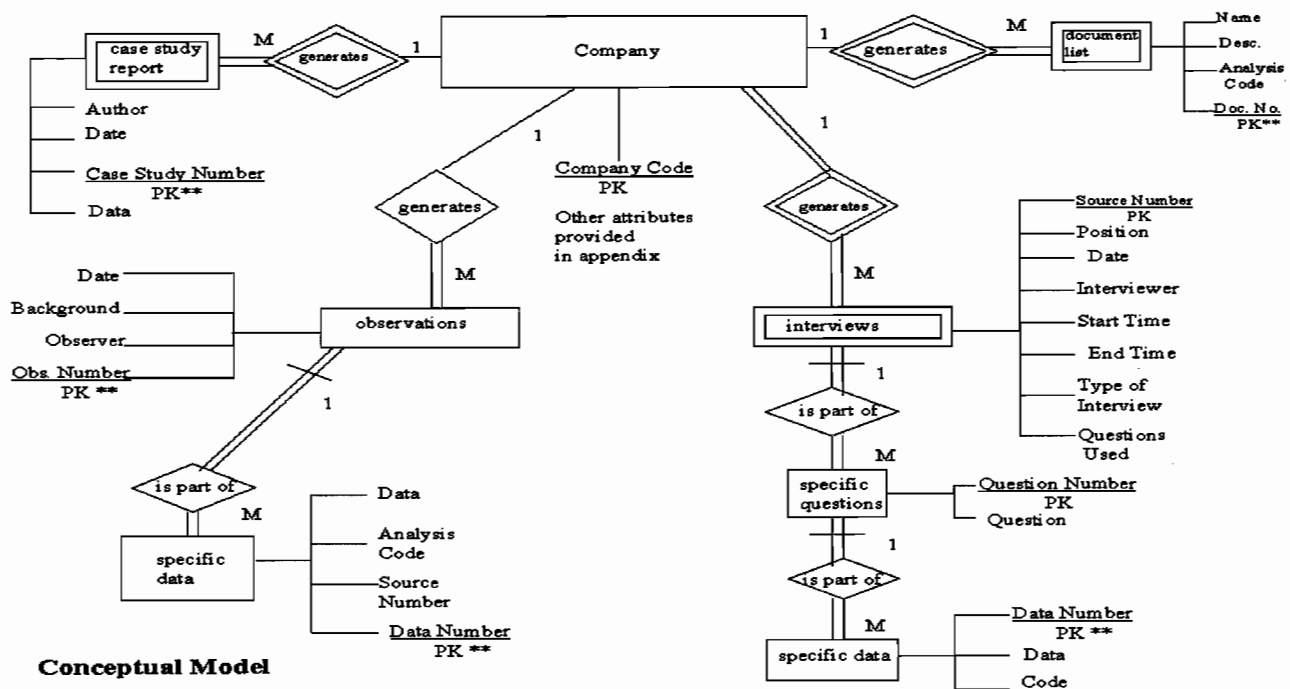 case study
report
M
generates
1
Company
1
generates
M
document
list
Name
Desc.
Analysis
Code
Doc. No.
PK**
Author
Date
Case Study Number
PK**
Data
1
Company Code
PK
Other attributes
provided
in appendix
1
generates
generates
M
M
Date
Background
Observer
Obs. Number
PK **
observations
interviews
Source Number
PK
Position
Date
Interviewer
Start Time
End Time
Type of
Interview
Questions
Used
1
1
is part of
is part of
M
M
specific
data
Data
Analysis
Code
Source
Number
Data Number
PK **
specific
questions
Question Number
PK
Question
1
is part of
M
specific data
Data Number
PK **
Data
Code
Conceptual Model